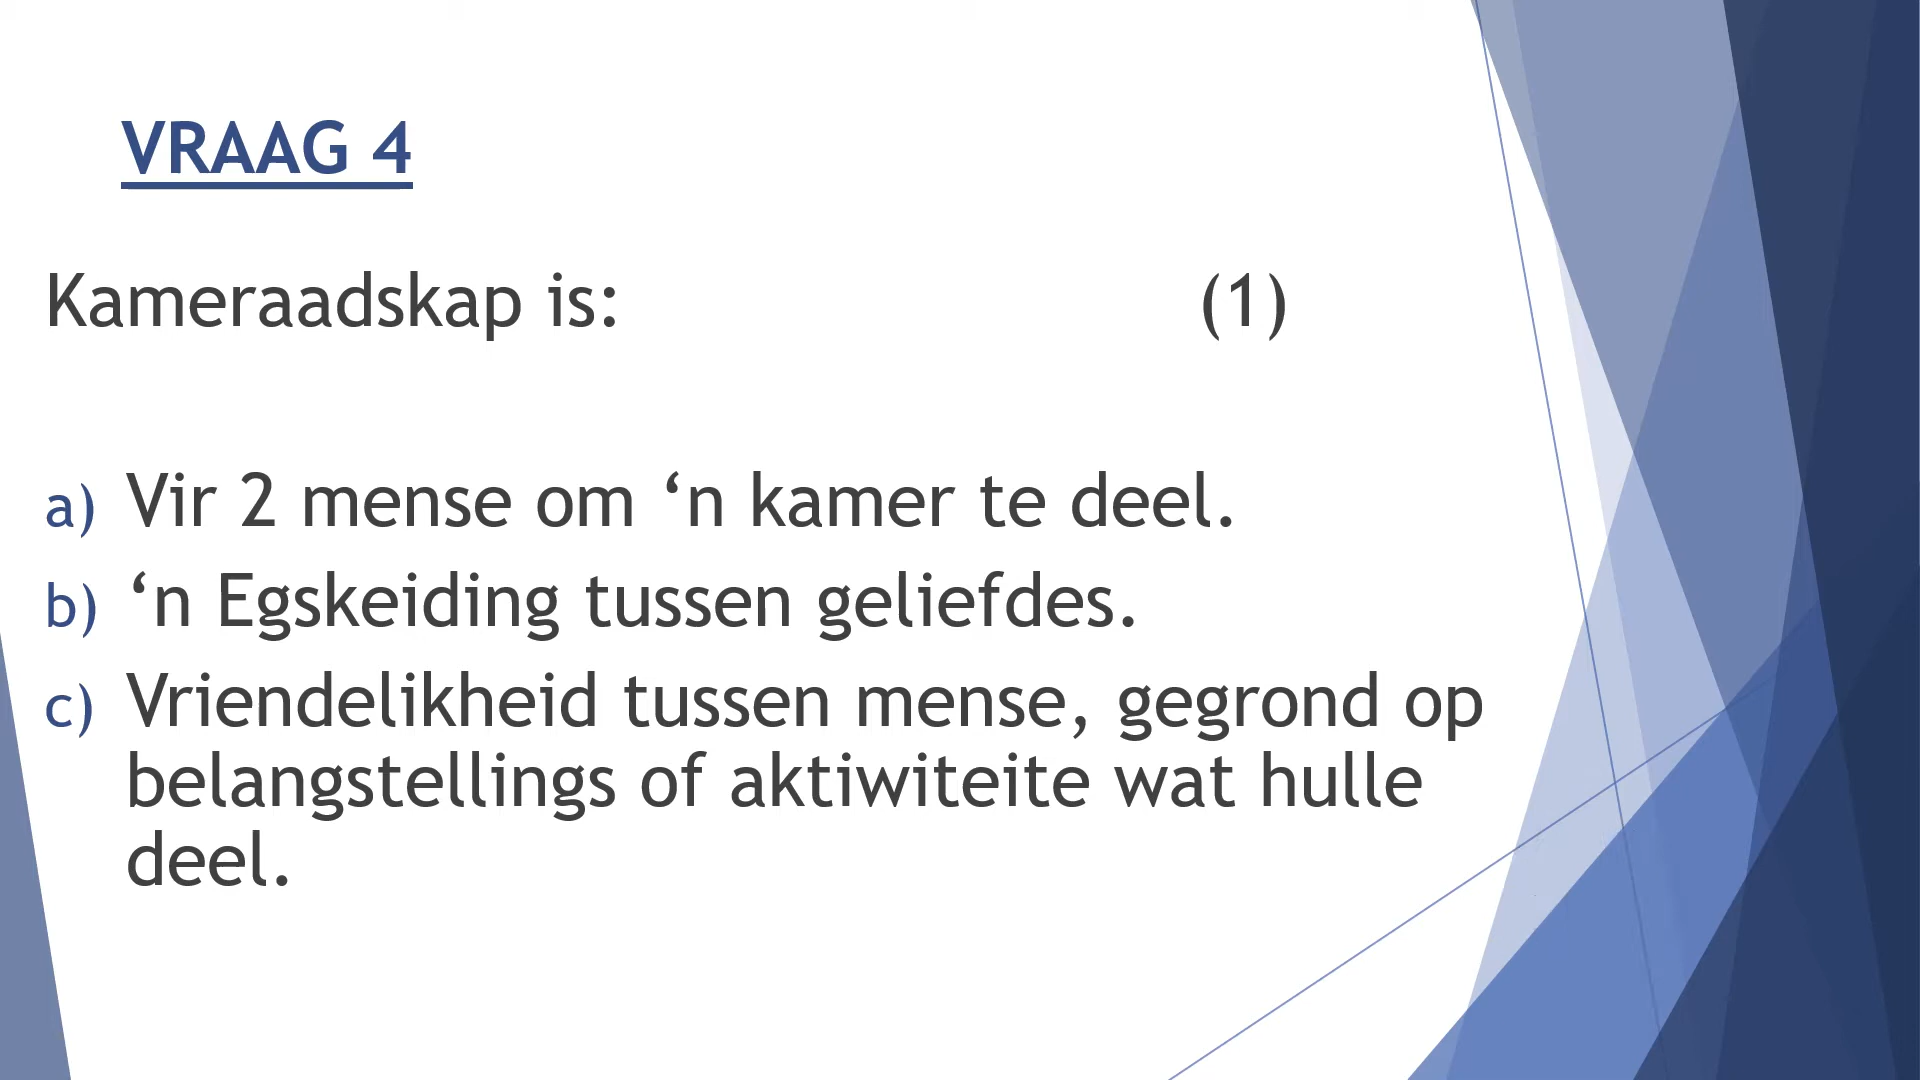 VRAAG 4
Kameraadskap is: (1)
a) Vir 2 mense om ‘n kamer te deel.
b) ‘n Egskeiding tussen geliefdes.
c) Vriendelikheid tussen mense, gegrond op
belangstellings of aktiwiteite wat hulle
deel.